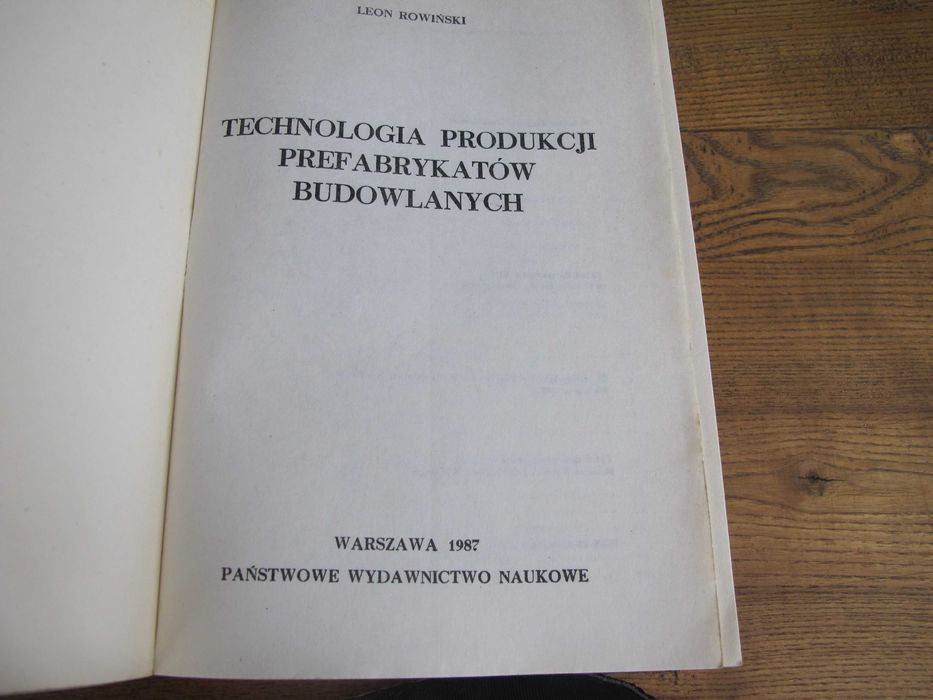 LEON ROWIŃSKI
TECHNOLOGIA PRODUKCJI
PREFABRYKATÓW
BUDOWLANYCH
WARSZAWA 1987
PAŃSTWOWE WYDAWNICTWO NAUKOWE